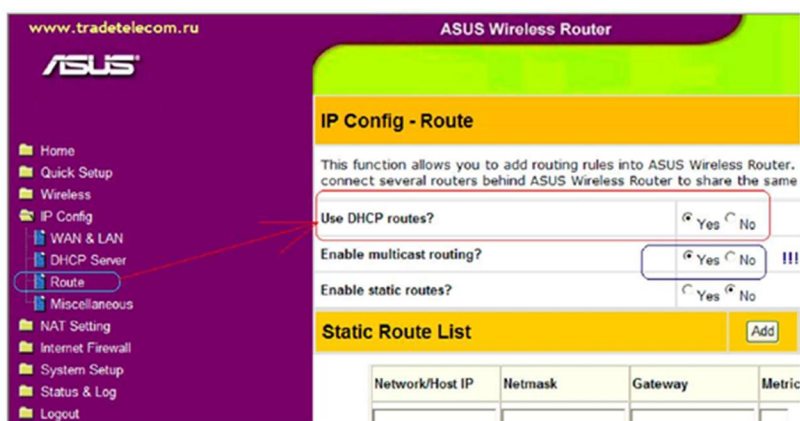 www.tradetelecom.ru
ASUS Wireless Router
ASUS
IP Config - Route
Home
Quick Setup
Wireless
IP Config
WAN & LAN
DHCP Server
Route
Miscellaneous
NAT Setting
Internet Firewall
System Setup
Status & Log
Logout
This function allows you to add routing rules into ASUS Wireless Router.
connect several routers behind ASUS Wireless Router to share the same
Use DHCP routes? Yes No
Enable multicast routing? Yes No !!!
Enable static routes? Yes No
Static Route List Add
Network/Host IP Netmask Gateway Metric